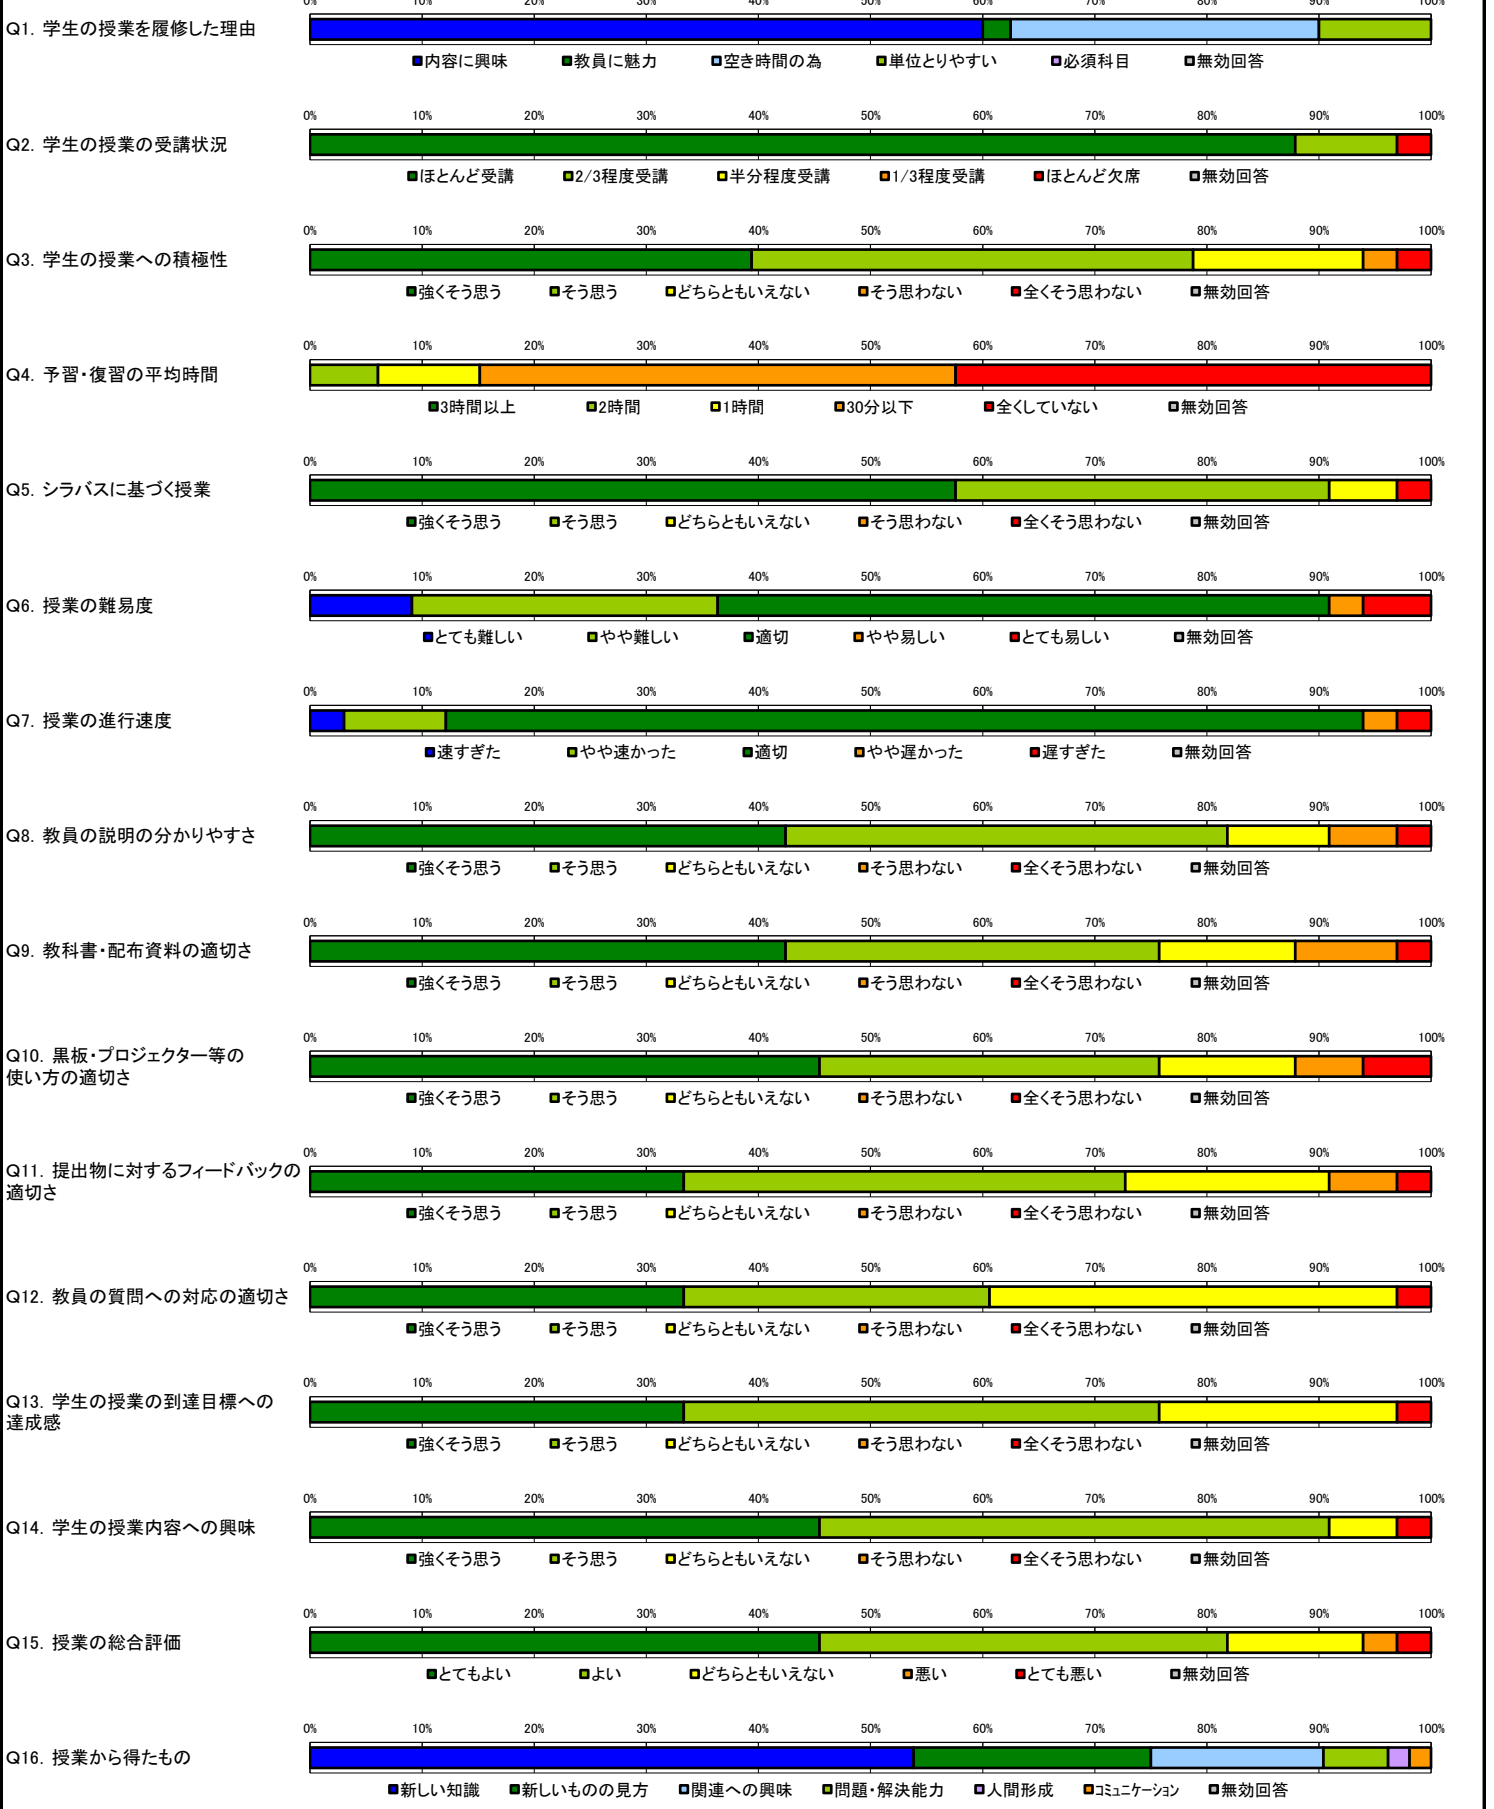 0% 10% 20% 30% 40% 50% 60% 70% 80% 90% 100%
Q1. 学生の授業を履修した理由
内容に興味 教員に魅力 空き時間の為 単位とりやすい 必須科目 無効回答
0% 10% 20% 30% 40% 50% 60% 70% 80% 90% 100%
Q2. 学生の授業の受講状況
ほとんど受講 2/3程度受講 半分程度受講 1/3程度受講 ほとんど欠席 無効回答
0% 10% 20% 30% 40% 50% 60% 70% 80% 90% 100%
Q3. 学生の授業への積極性
強くそう思う そう思う どちらともいえない そう思わない 全くそう思わない 無効回答
0% 10% 20% 30% 40% 50% 60% 70% 80% 90% 100%
Q4. 予習・復習の平均時間
3時間以上 2時間 1時間 30分以下 全くしていない 無効回答
0% 10% 20% 30% 40% 50% 60% 70% 80% 90% 100%
Q5. シラバスに基づく授業
強くそう思う そう思う どちらともいえない そう思わない 全くそう思わない 無効回答
0% 10% 20% 30% 40% 50% 60% 70% 80% 90% 100%
Q6. 授業の難易度
とても難しい やや難しい 適切 やや易しい とても易しい 無効回答
0% 10% 20% 30% 40% 50% 60% 70% 80% 90% 100%
Q7. 授業の進行速度
速すぎた やや速かった 適切 やや遅かった 遅すぎた 無効回答
0% 10% 20% 30% 40% 50% 60% 70% 80% 90% 100%
Q8. 教員の説明の分かりやすさ
強くそう思う そう思う どちらともいえない そう思わない 全くそう思わない 無効回答
0% 10% 20% 30% 40% 50% 60% 70% 80% 90% 100%
Q9. 教科書・配布資料の適切さ
強くそう思う そう思う どちらともいえない そう思わない 全くそう思わない 無効回答
0% 10% 20% 30% 40% 50% 60% 70% 80% 90% 100%
Q10. 黒板・プロジェクター等の
使い方の適切さ
強くそう思う そう思う どちらともいえない そう思わない 全くそう思わない 無効回答
0% 10% 20% 30% 40% 50% 60% 70% 80% 90% 100%
Q11. 提出物に対するフィードバックの
適切さ
強くそう思う そう思う どちらともいえない そう思わない 全くそう思わない 無効回答
0% 10% 20% 30% 40% 50% 60% 70% 80% 90% 100%
Q12. 教員の質問への対応の適切さ
強くそう思う そう思う どちらともいえない そう思わない 全くそう思わない 無効回答
0% 10% 20% 30% 40% 50% 60% 70% 80% 90% 100%
Q13. 学生の授業の到達目標への
達成感
強くそう思う そう思う どちらともいえない そう思わない 全くそう思わない 無効回答
0% 10% 20% 30% 40% 50% 60% 70% 80% 90% 100%
Q14. 学生の授業内容への興味
強くそう思う そう思う どちらともいえない そう思わない 全くそう思わない 無効回答
0% 10% 20% 30% 40% 50% 60% 70% 80% 90% 100%
Q15. 授業の総合評価
とてもよい よい どちらともいえない 悪い とても悪い 無効回答
0% 10% 20% 30% 40% 50% 60% 70% 80% 90% 100%
Q16. 授業から得たもの
新しい知識 新しいものの見方 関連への興味 問題・解決能力 人間形成 ｺﾐｭﾆｹｰｼｮﾝ 無効回答